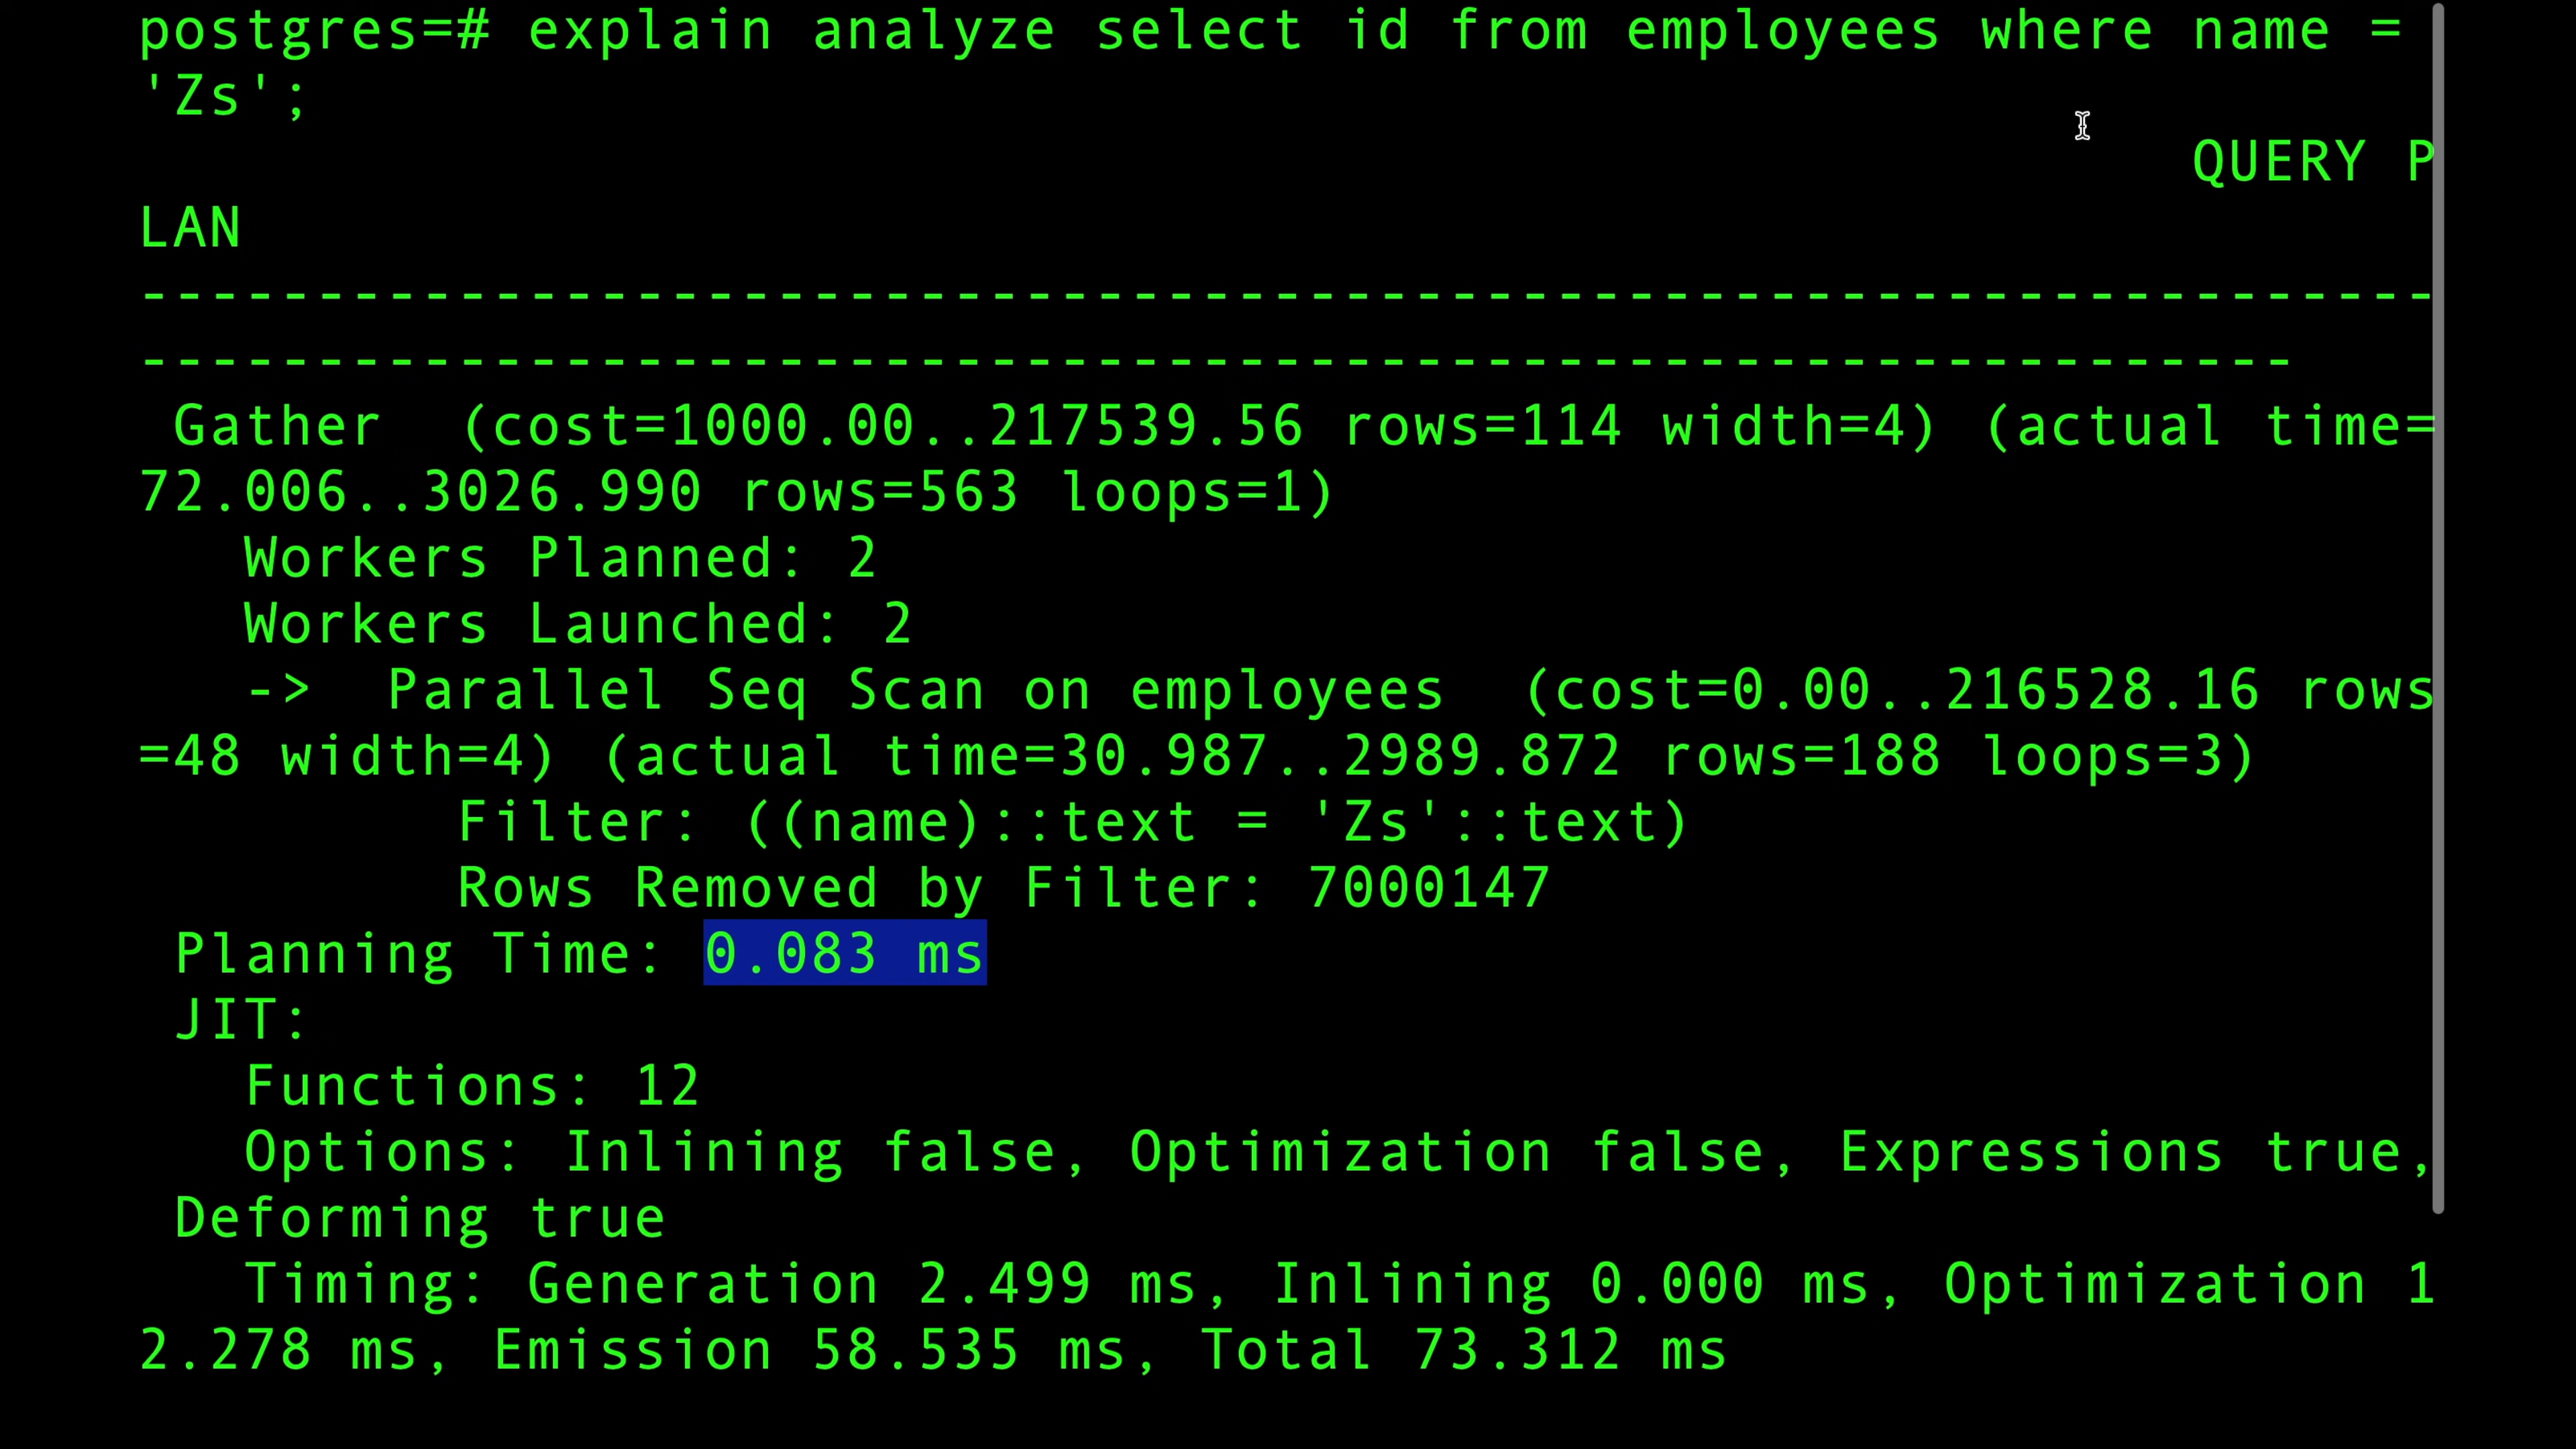 postgres=# explain analyze select id from employees where name =
'Zs';
QUERY P
LAN
-----------------------------------------------------------------
-------------------------------------------------------------
Gather  (cost=1000.00..217539.56 rows=114 width=4) (actual time=
72.006..3026.990 rows=563 loops=1)
Workers Planned: 2
Workers Launched: 2
->  Parallel Seq Scan on employees  (cost=0.00..216528.16 rows
=48 width=4) (actual time=30.987..2989.872 rows=188 loops=3)
Filter: ((name)::text = 'Zs'::text)
Rows Removed by Filter: 7000147
Planning Time: 0.083 ms
JIT:
Functions: 12
Options: Inlining false, Optimization false, Expressions true,
Deforming true
Timing: Generation 2.499 ms, Inlining 0.000 ms, Optimization 1
2.278 ms, Emission 58.535 ms, Total 73.312 ms